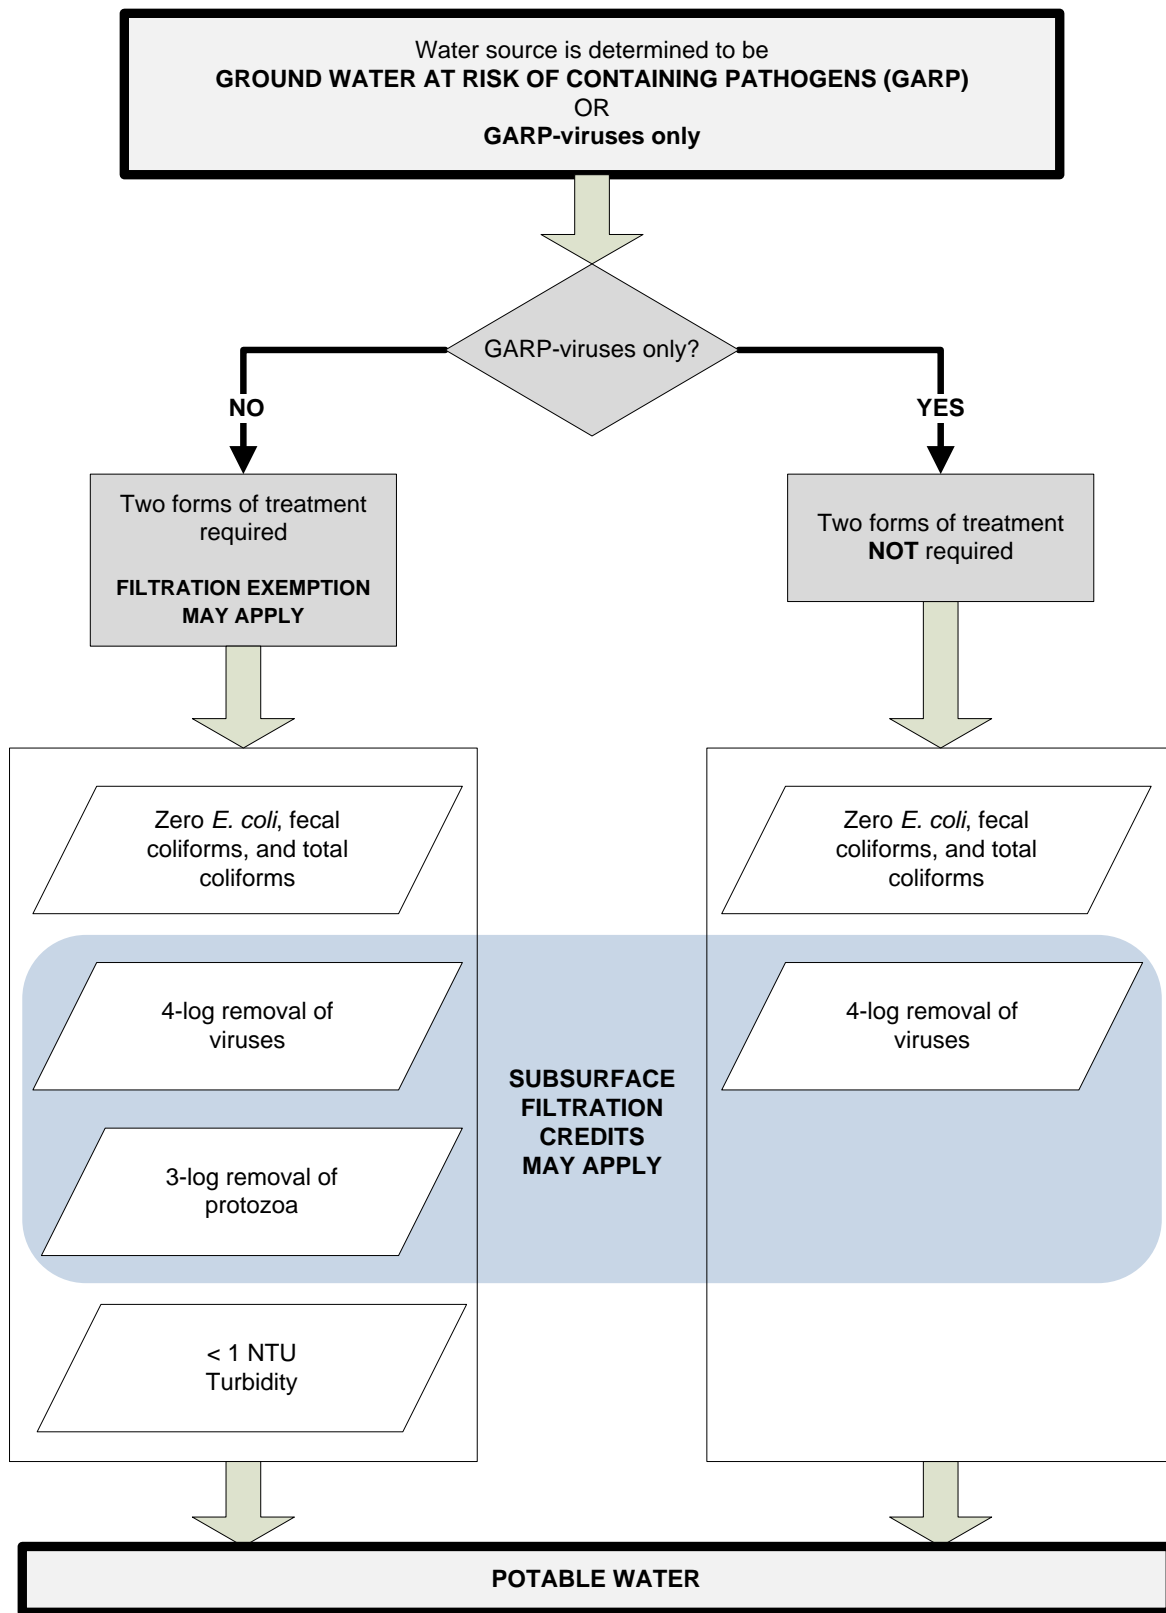 Water source is determined to be
GROUND WATER AT RISK OF CONTAINING PATHOGENS (GARP)
OR
GARP-viruses only
GARP-viruses only?
NO
YES
Two forms of treatment
required
FILTRATION EXEMPTION
MAY APPLY
Two forms of treatment
NOT required
Zero E. coli, fecal
coliforms, and total
coliforms
Zero E. coli, fecal
coliforms, and total
coliforms
4-log removal of
viruses
4-log removal of
viruses
SUBSURFACE
FILTRATION
CREDITS
MAY APPLY
3-log removal of
protozoa
< 1 NTU
Turbidity
POTABLE WATER